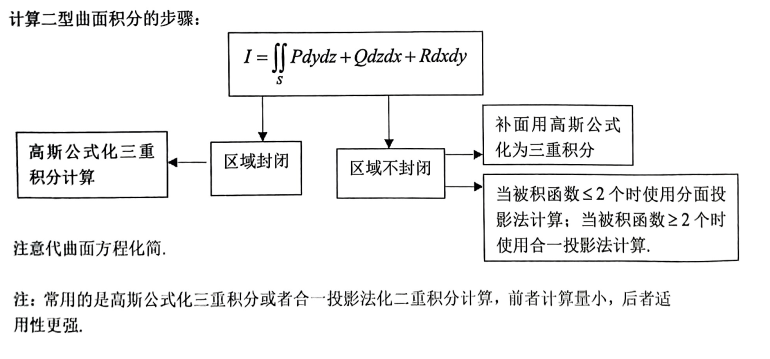 计算二型曲面积分的步骤：
I=∬S Pdydz+Qdzdx+Rdxdy
补面用高斯公式
化为三重积分
高斯公式化三重
积分计算
区域封闭
区域不封闭
当被积函数≤2个时使用分面投
影法计算；当被积函数≥2个时
使用合一投影法计算.
注意代曲面方程化简.
注：常用的是高斯公式化三重积分或者合一投影法化二重积分计算，前者计算量小，后者适
用性更强.